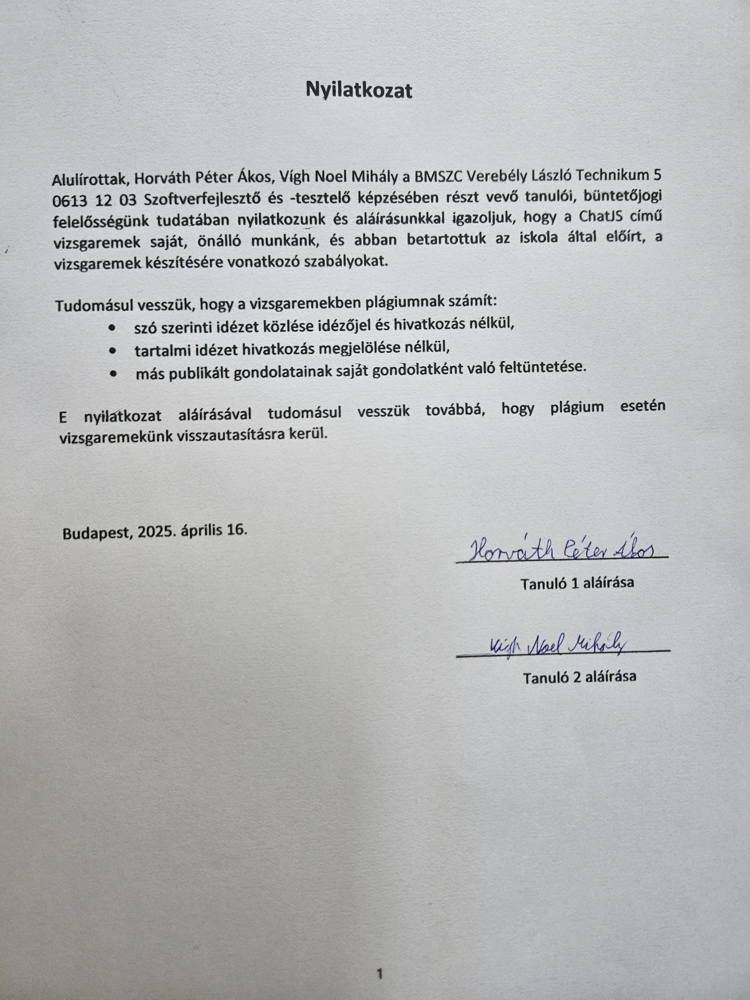 Nyilatkozat
Alulírottak, Horváth Péter Ákos, Vígh Noel Mihály a BMSZC Verebély László Technikum 5
0613 12 03 Szoftverfejlesztő és -tesztelő képzésében részt vevő tanulói, büntetőjogi
felelősségünk tudatában nyilatkozunk és aláírásunkkal igazoljuk, hogy a ChatJS című
vizsgaremek saját, önálló munkánk, és abban betartottuk az iskola által előírt, a
vizsgaremek készítésére vonatkozó szabályokat.
Tudomásul vesszük, hogy a vizsgaremekben plágiumnak számít:
• szó szerinti idézet közlése idézőjel és hivatkozás nélkül,
• tartalmi idézet hivatkozás megjelölése nélkül,
• más publikált gondolatainak saját gondolatként való feltüntetése.
E nyilatkozat aláírásával tudomásul vesszük továbbá, hogy plágium esetén
vizsgaremekünk visszautasításra kerül.
Budapest, 2025. április 16.
Horváth Péter Ákos
Tanuló 1 aláírása
Vígh Noel Mihály
Tanuló 2 aláírása
1